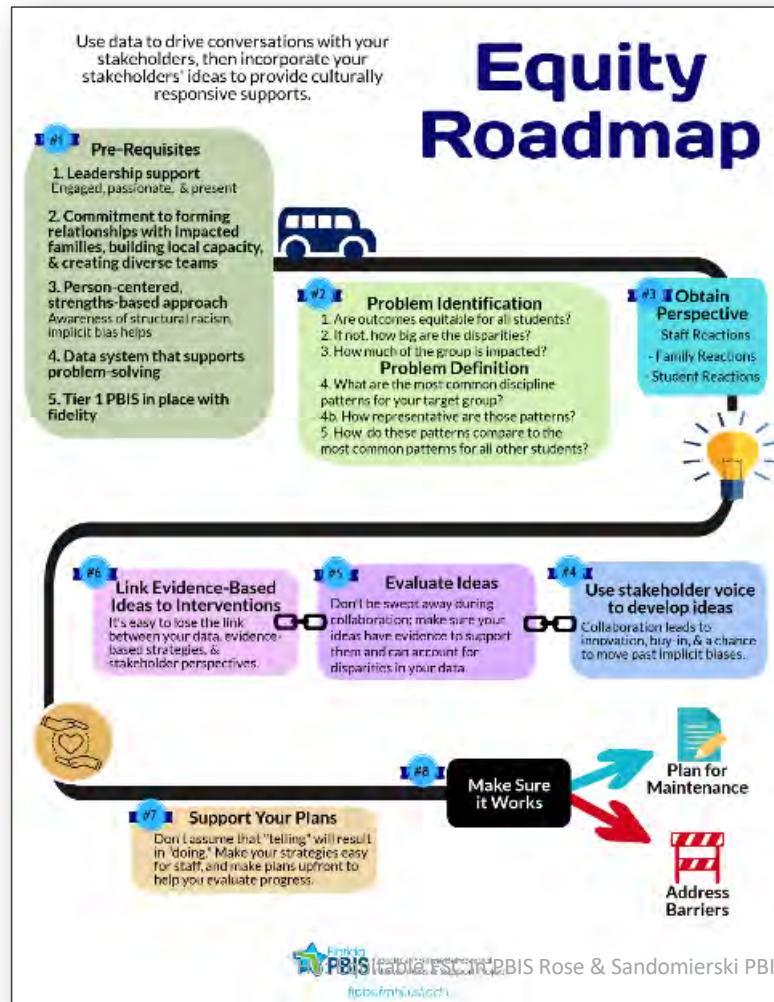 Use data to drive conversations with your
stakeholders, then incorporate your
stakeholders' ideas to provide culturally
responsive supports.
Equity
Roadmap
#1
Pre-Requisites
1. Leadership support
Engaged, passionate, & present
2. Commitment to forming
relationships with impacted
families, building local capacity,
& creating diverse teams
3. Person-centered,
strengths-based approach
Awareness of structural racism,
implicit bias helps
4. Data system that supports
problem-solving
5. Tier 1 PBIS in place with
fidelity
#2
Problem Identification
1. Are outcomes equitable for all students?
2. If not, how big are the disparities?
3. How much of the group is impacted?
Problem Definition
4. What are the most common discipline
patterns for your target group?
4b. How representative are those patterns?
5. How do these patterns compare to the
most common patterns for all other students?
#3
Obtain
Perspective
Staff Reactions
- Family Reactions
- Student Reactions
#4
Use stakeholder voice
to develop ideas
Collaboration leads to
innovation, buy-in, & a chance
to move past implicit biases.
#5
Evaluate Ideas
Don't be swept away during
collaboration; make sure your
ideas have evidence to support
them and can account for
disparities in your data.
#6
Link Evidence-Based
Ideas to Interventions
It's easy to lose the link
between your data, evidence-
based strategies, &
stakeholder perspectives.
#7
Support Your Plans
Don't assume that "telling" will result
in "doing." Make your strategies easy
for staff, and make plans upfront to
help you evaluate progress.
#8
Make Sure
it Works
Plan for
Maintenance
Address
Barriers
Florida
PBIS
PBIS Rose & Sandomierski PBI